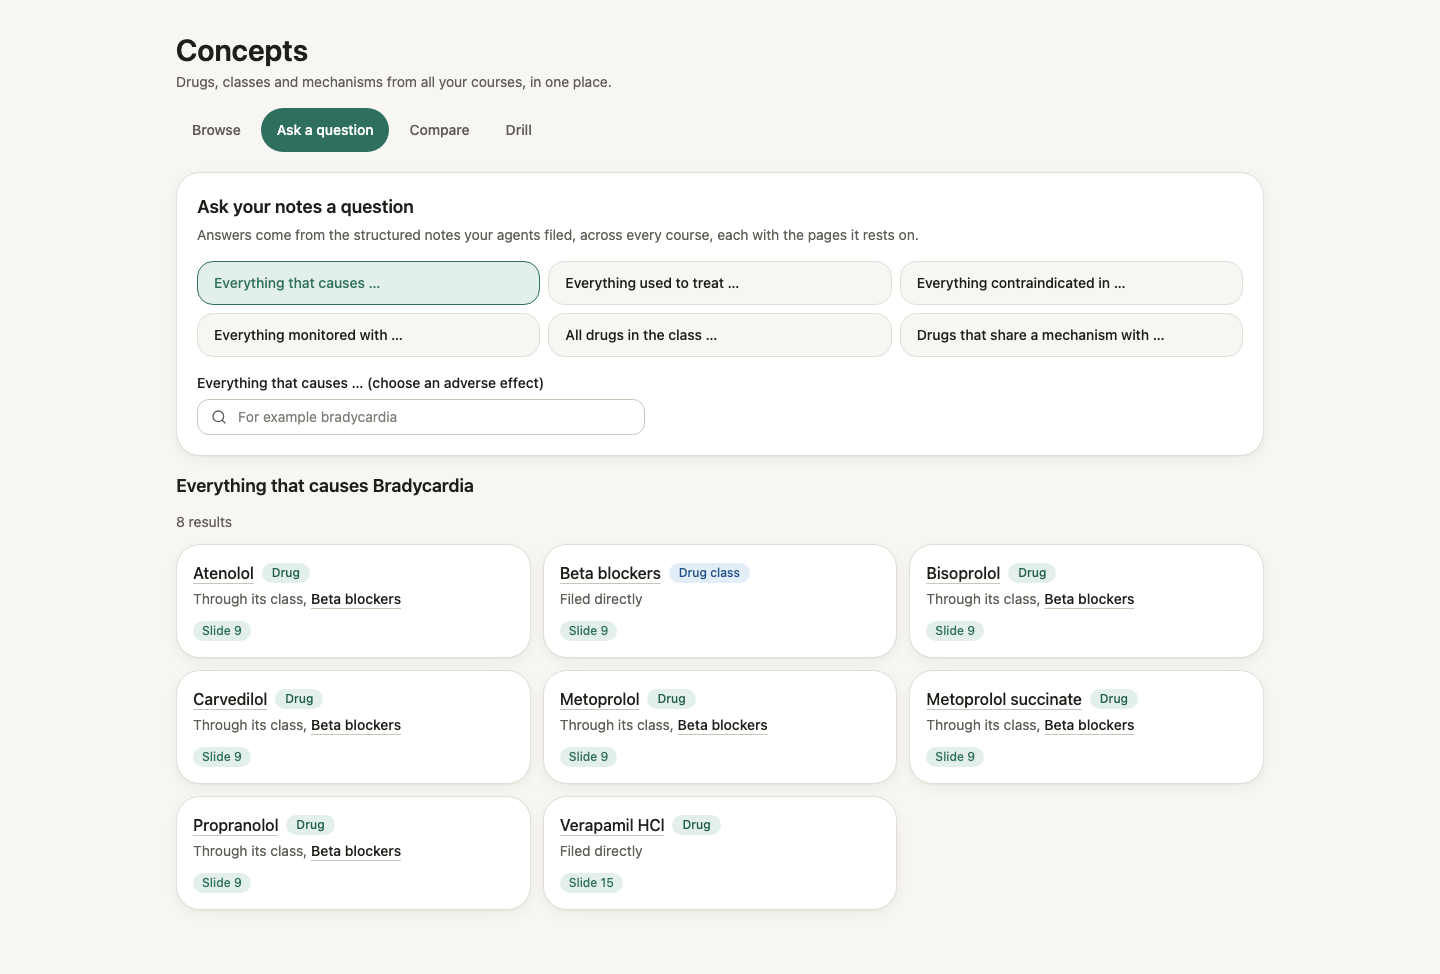 Concepts
Drugs, classes and mechanisms from all your courses, in one place.
Browse Ask a question Compare Drill
Ask your notes a question
Answers come from the structured notes your agents filed, across every course, each with the pages it rests on.
Everything that causes ... Everything used to treat ... Everything contraindicated in ...
Everything monitored with ... All drugs in the class ... Drugs that share a mechanism with ...
Everything that causes ... (choose an adverse effect)
For example bradycardia
Everything that causes Bradycardia
8 results
Atenolol Drug
Through its class, Beta blockers
Slide 9
Beta blockers Drug class
Filed directly
Slide 9
Bisoprolol Drug
Through its class, Beta blockers
Slide 9
Carvedilol Drug
Through its class, Beta blockers
Slide 9
Metoprolol Drug
Through its class, Beta blockers
Slide 9
Metoprolol succinate Drug
Through its class, Beta blockers
Slide 9
Propranolol Drug
Through its class, Beta blockers
Slide 9
Verapamil HCl Drug
Filed directly
Slide 15